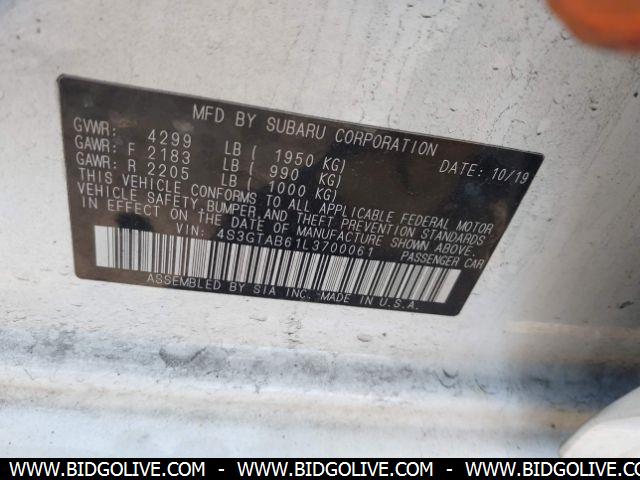 MFD BY SUBARU CORPORATION
GVWR: 4299 LB ( 1950 KG) DATE: 10/19
GAWR: F 2183 LB ( 990 KG)
GAWR: R 2205 LB ( 1000 KG)
THIS VEHICLE CONFORMS TO ALL APPLICABLE FEDERAL MOTOR
VEHICLE SAFETY, BUMPER, AND THEFT PREVENTION STANDARDS
IN EFFECT ON THE DATE OF MANUFACTURE SHOWN ABOVE.
VIN: 4S3GTAB61L3700061 PASSENGER CAR
ASSEMBLED BY SIA INC. MADE IN U.S.A.
WWW.BIDGOLIVE.COM - WWW.BIDGOLIVE.COM - WWW.BIDGOLIVE.COM